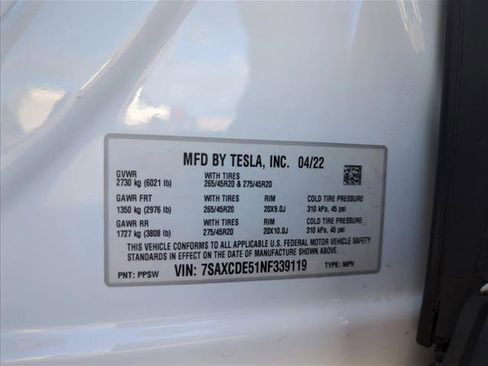 MFD BY TESLA, INC. 04/22
GVWR WITH TIRES
2730 kg (6021 lb) 265/45R20 & 275/45R20
GAWR FRT WITH TIRES RIM COLD TIRE PRESSURE
1350 kg (2976 lb) 265/45R20 20X9.0J 310 kPa, 45 psi
GAWR RR WITH TIRES RIM COLD TIRE PRESSURE
1727 kg (3808 lb) 275/45R20 20X10.0J 310 kPa, 45 psi
THIS VEHICLE CONFORMS TO ALL APPLICABLE U.S. FEDERAL MOTOR VEHICLE SAFETY
STANDARDS IN EFFECT ON THE DATE OF MANUFACTURE SHOWN ABOVE.
PNT: PPSW VIN: 7SAXCDE51NF339119 TYPE: MPV